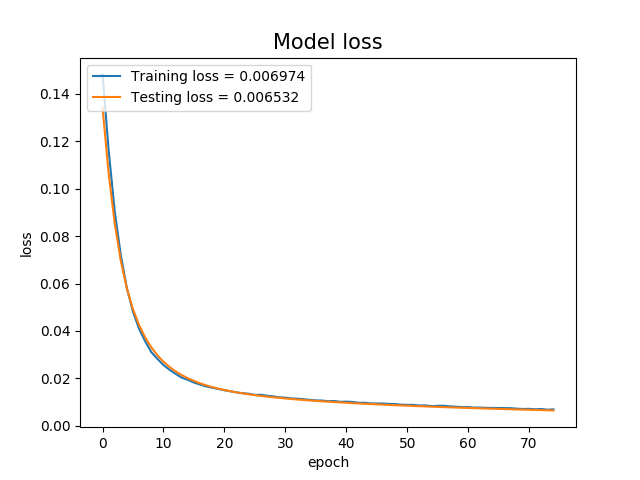 Model loss
Training loss = 0.006974
Testing loss = 0.006532
0.14
0.12
0.10
0.08
0.06
0.04
0.02
0.00
loss
0 10 20 30 40 50 60 70
epoch